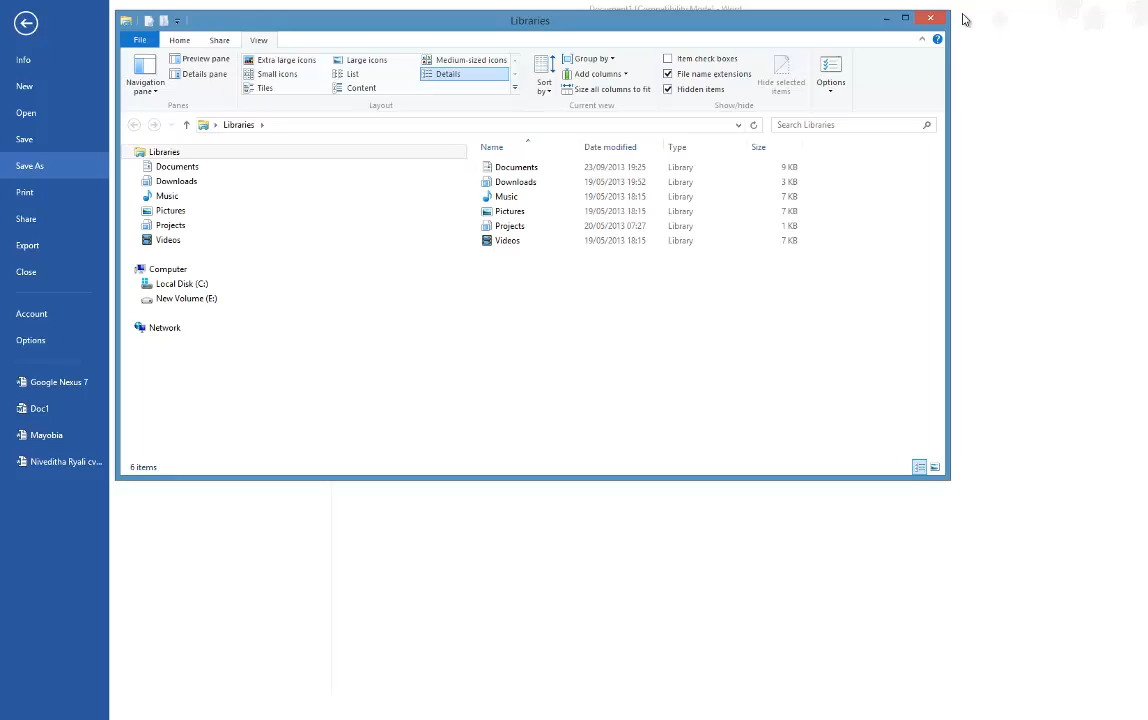 Document1 [Compatibility Mode] - Word
Libraries
File Home Share View
Info
New
Open
Save
Save As
Print
Share
Export
Close
Account
Options
Google Nexus 7
Doc1
Mayobia
Niveditha Ryali cv...
Navigation pane
Preview pane
Details pane
Panes
Extra large icons Large icons Medium-sized icons
Small icons List Details
Tiles Content
Layout
Sort by
Group by
Add columns
Size all columns to fit
Current view
Item check boxes
File name extensions
Hidden items
Hide selected items
Show/hide
Options
Libraries
Search Libraries
Libraries
Documents
Downloads
Music
Pictures
Projects
Videos
Computer
Local Disk (C:)
New Volume (E:)
Network
Name Date modified Type Size
Documents 23/09/2013 19:25 Library 9 KB
Downloads 19/05/2013 19:52 Library 3 KB
Music 19/05/2013 18:15 Library 7 KB
Pictures 19/05/2013 18:15 Library 7 KB
Projects 20/05/2013 07:27 Library 1 KB
Videos 19/05/2013 18:15 Library 7 KB
6 items